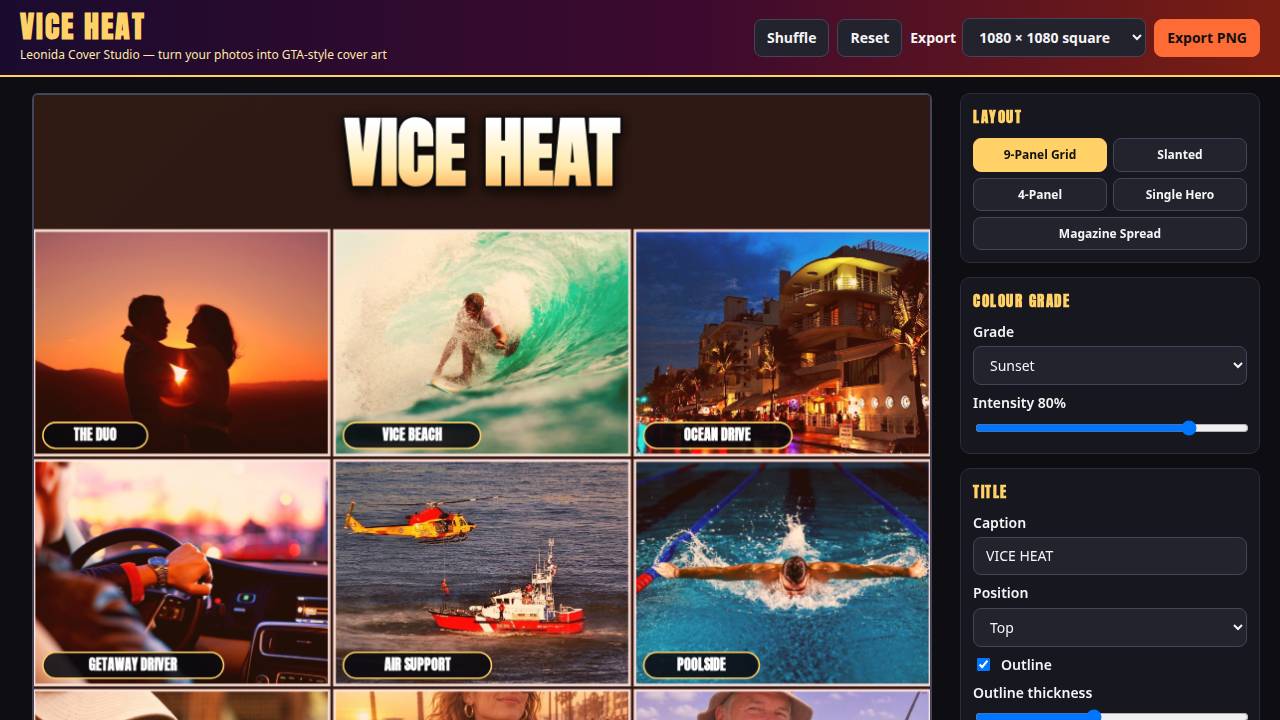 VICE HEAT
Leonida Cover Studio — turn your photos into GTA-style cover art
Shuffle
Reset
Export
1080 × 1080 square
Export PNG
VICE HEAT
THE DUO
VICE BEACH
OCEAN DRIVE
GETAWAY DRIVER
AIR SUPPORT
POOLSIDE
LAYOUT
9-Panel Grid
Slanted
4-Panel
Single Hero
Magazine Spread
COLOUR GRADE
Grade
Sunset
Intensity 80%
TITLE
Caption
VICE HEAT
Position
Top
Outline
Outline thickness